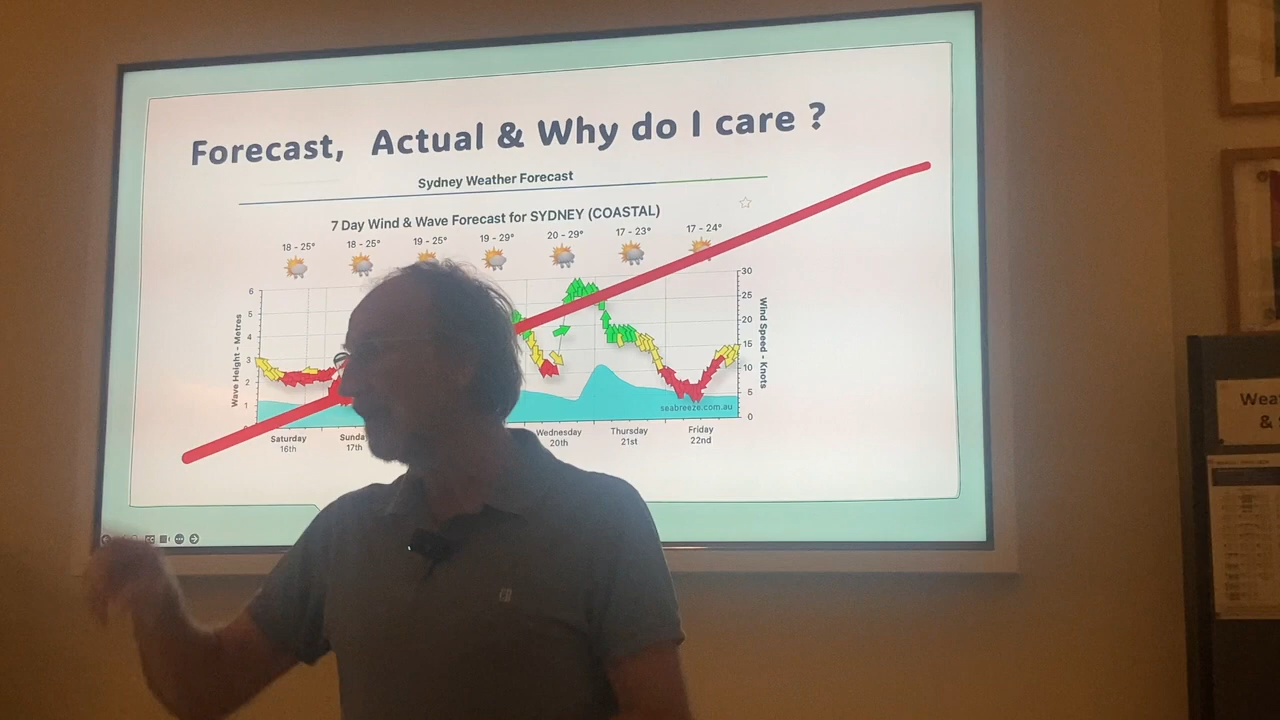 Forecast, Actual & Why do I care ?
Sydney Weather Forecast
7 Day Wind & Wave Forecast for SYDNEY (COASTAL)
18 - 25° 18 - 25° 19 - 25° 19 - 29° 20 - 29° 17 - 23° 17 - 24°
Wave Height - Metres
6
5
4
3
2
1
30
25
20
15
10
5
0
Wind Speed - Knots
seabreeze.com.au
Saturday
16th
Sunday
17th
Wednesday
20th
Thursday
21st
Friday
22nd
&